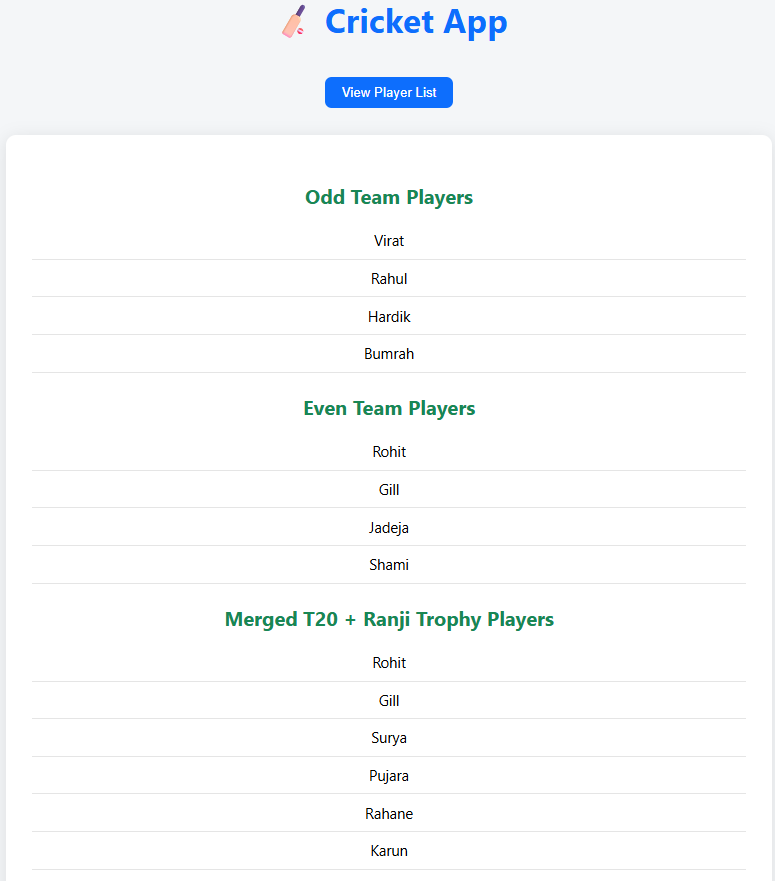 Cricket App
View Player List
Odd Team Players
Virat
Rahul
Hardik
Bumrah
Even Team Players
Rohit
Gill
Jadeja
Shami
Merged T20 + Ranji Trophy Players
Rohit
Gill
Surya
Pujara
Rahane
Karun